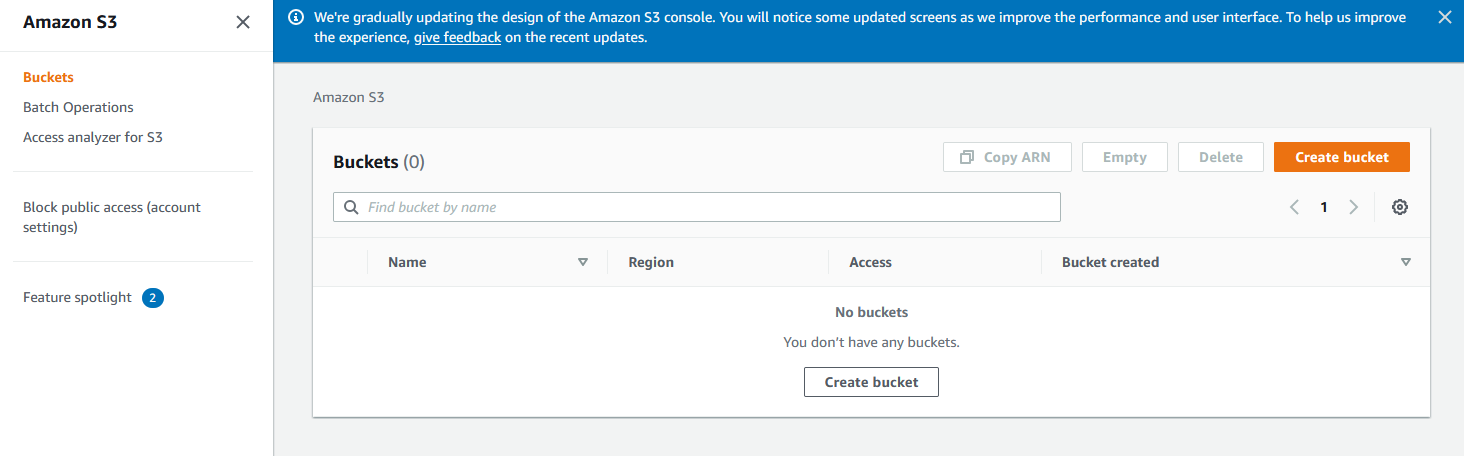 Amazon S3
We're gradually updating the design of the Amazon S3 console. You will notice some updated screens as we improve the performance and user interface. To help us improve
the experience, give feedback on the recent updates.
Buckets
Batch Operations
Access analyzer for S3
Block public access (account
settings)
Feature spotlight 2
Amazon S3
Buckets (0)
Copy ARN Empty Delete Create bucket
Find bucket by name
1
Name Region Access Bucket created
No buckets
You don’t have any buckets.
Create bucket